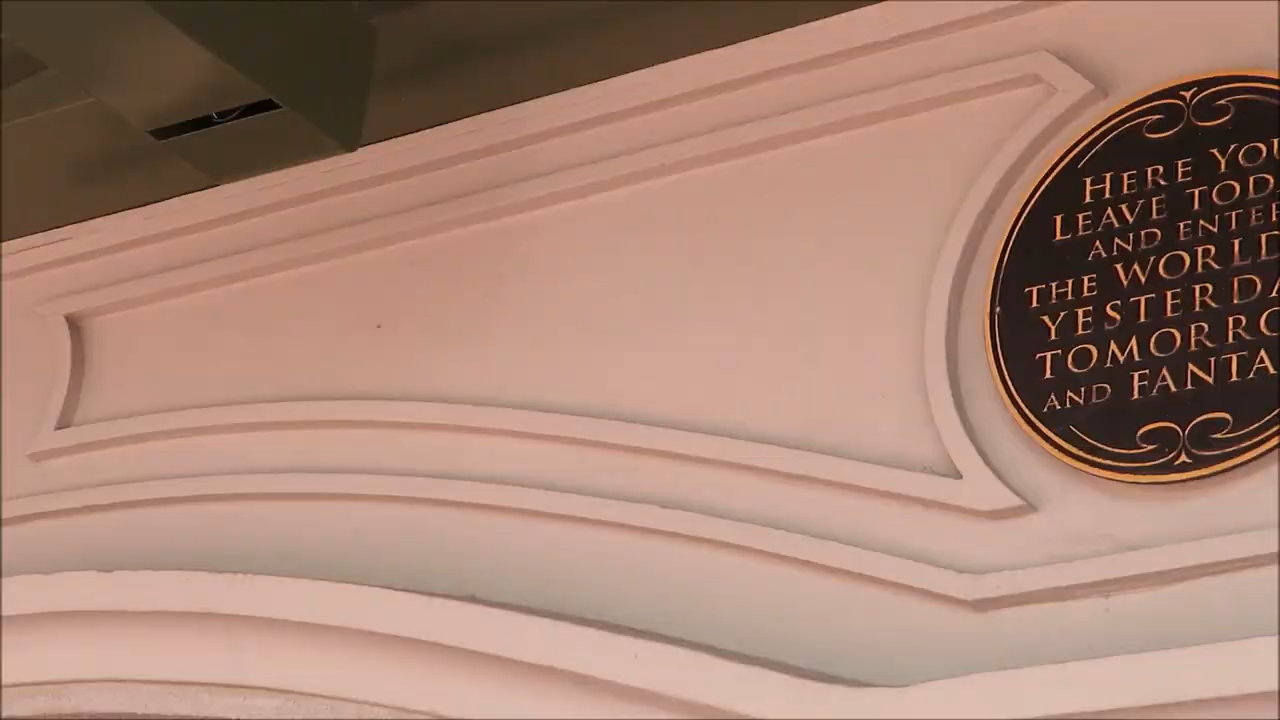 HERE YOU
LEAVE TOD
AND ENTER
THE WORLD
YESTERDA
TOMORRO
AND FANTA